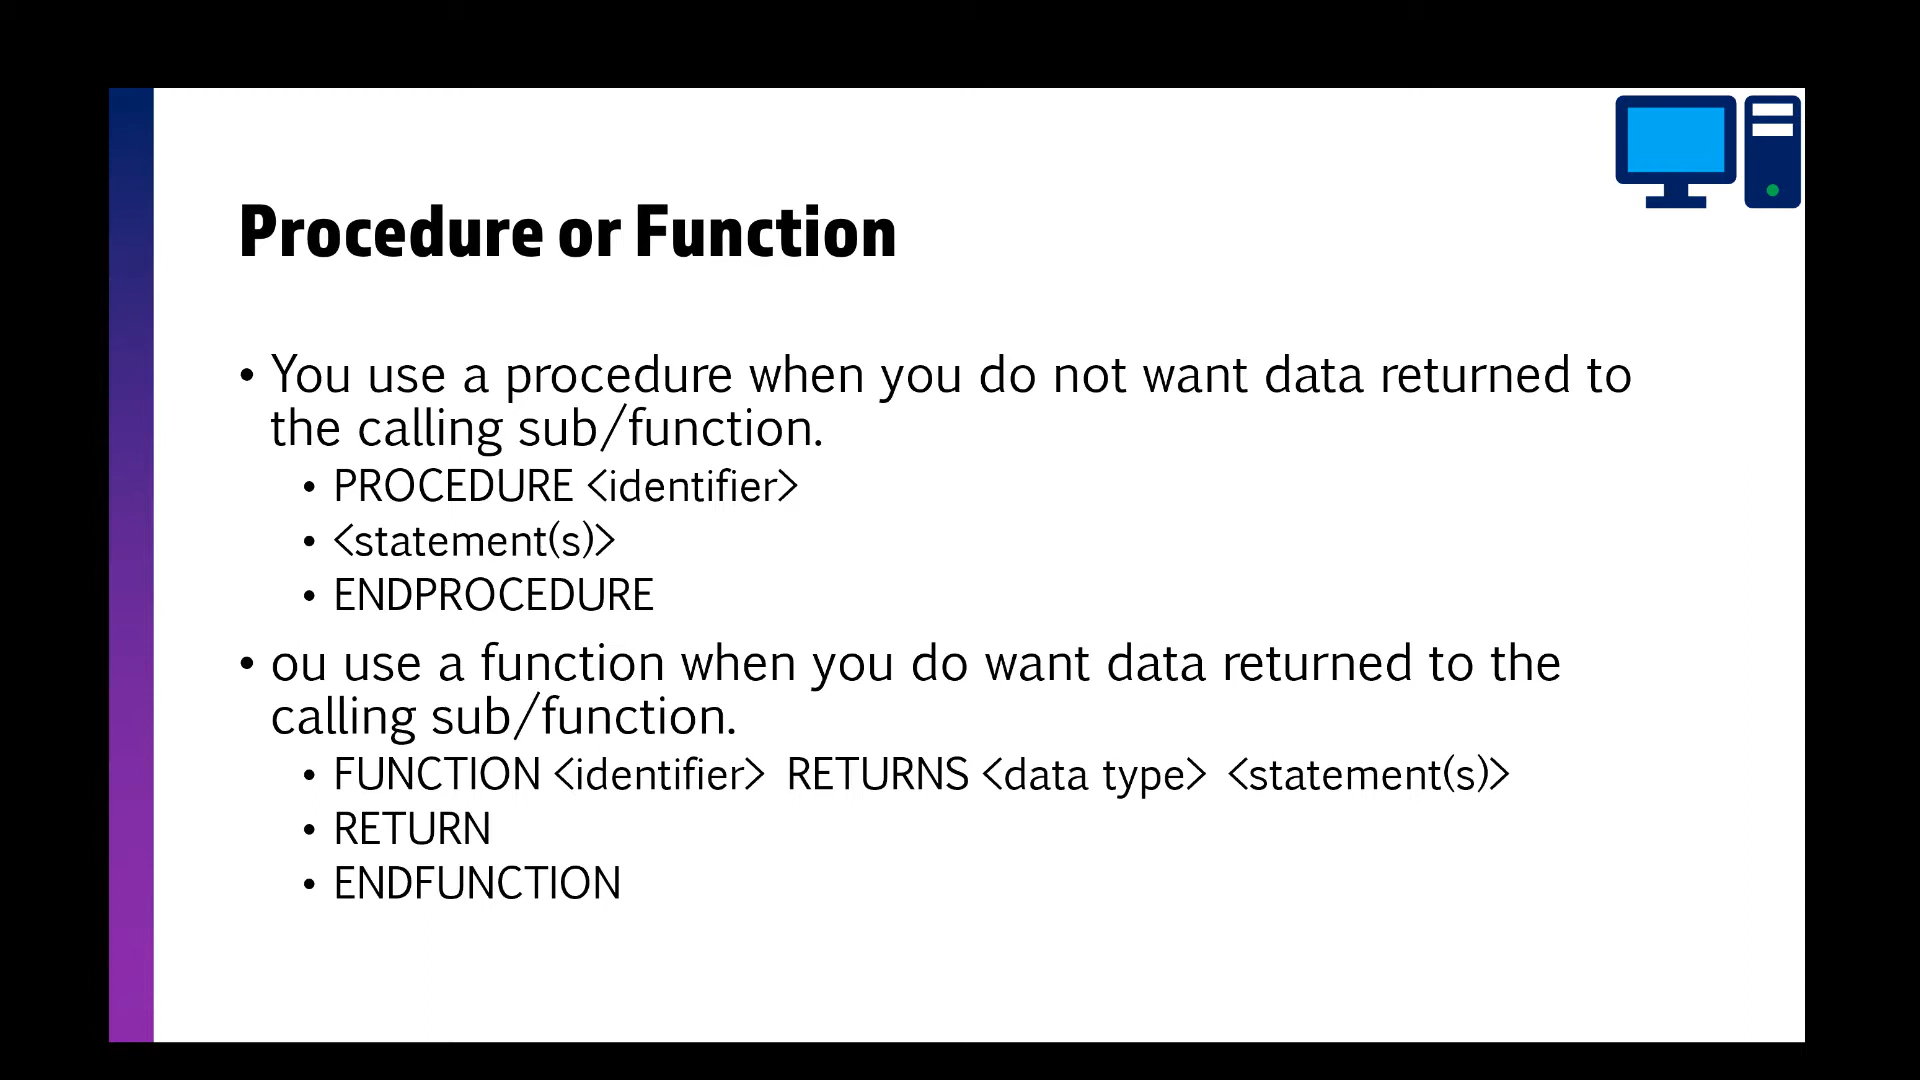 Procedure or Function
• You use a procedure when you do not want data returned to
the calling sub/function.
• PROCEDURE <identifier>
• <statement(s)>
• ENDPROCEDURE
• ou use a function when you do want data returned to the
calling sub/function.
• FUNCTION <identifier> RETURNS <data type> <statement(s)>
• RETURN
• ENDFUNCTION